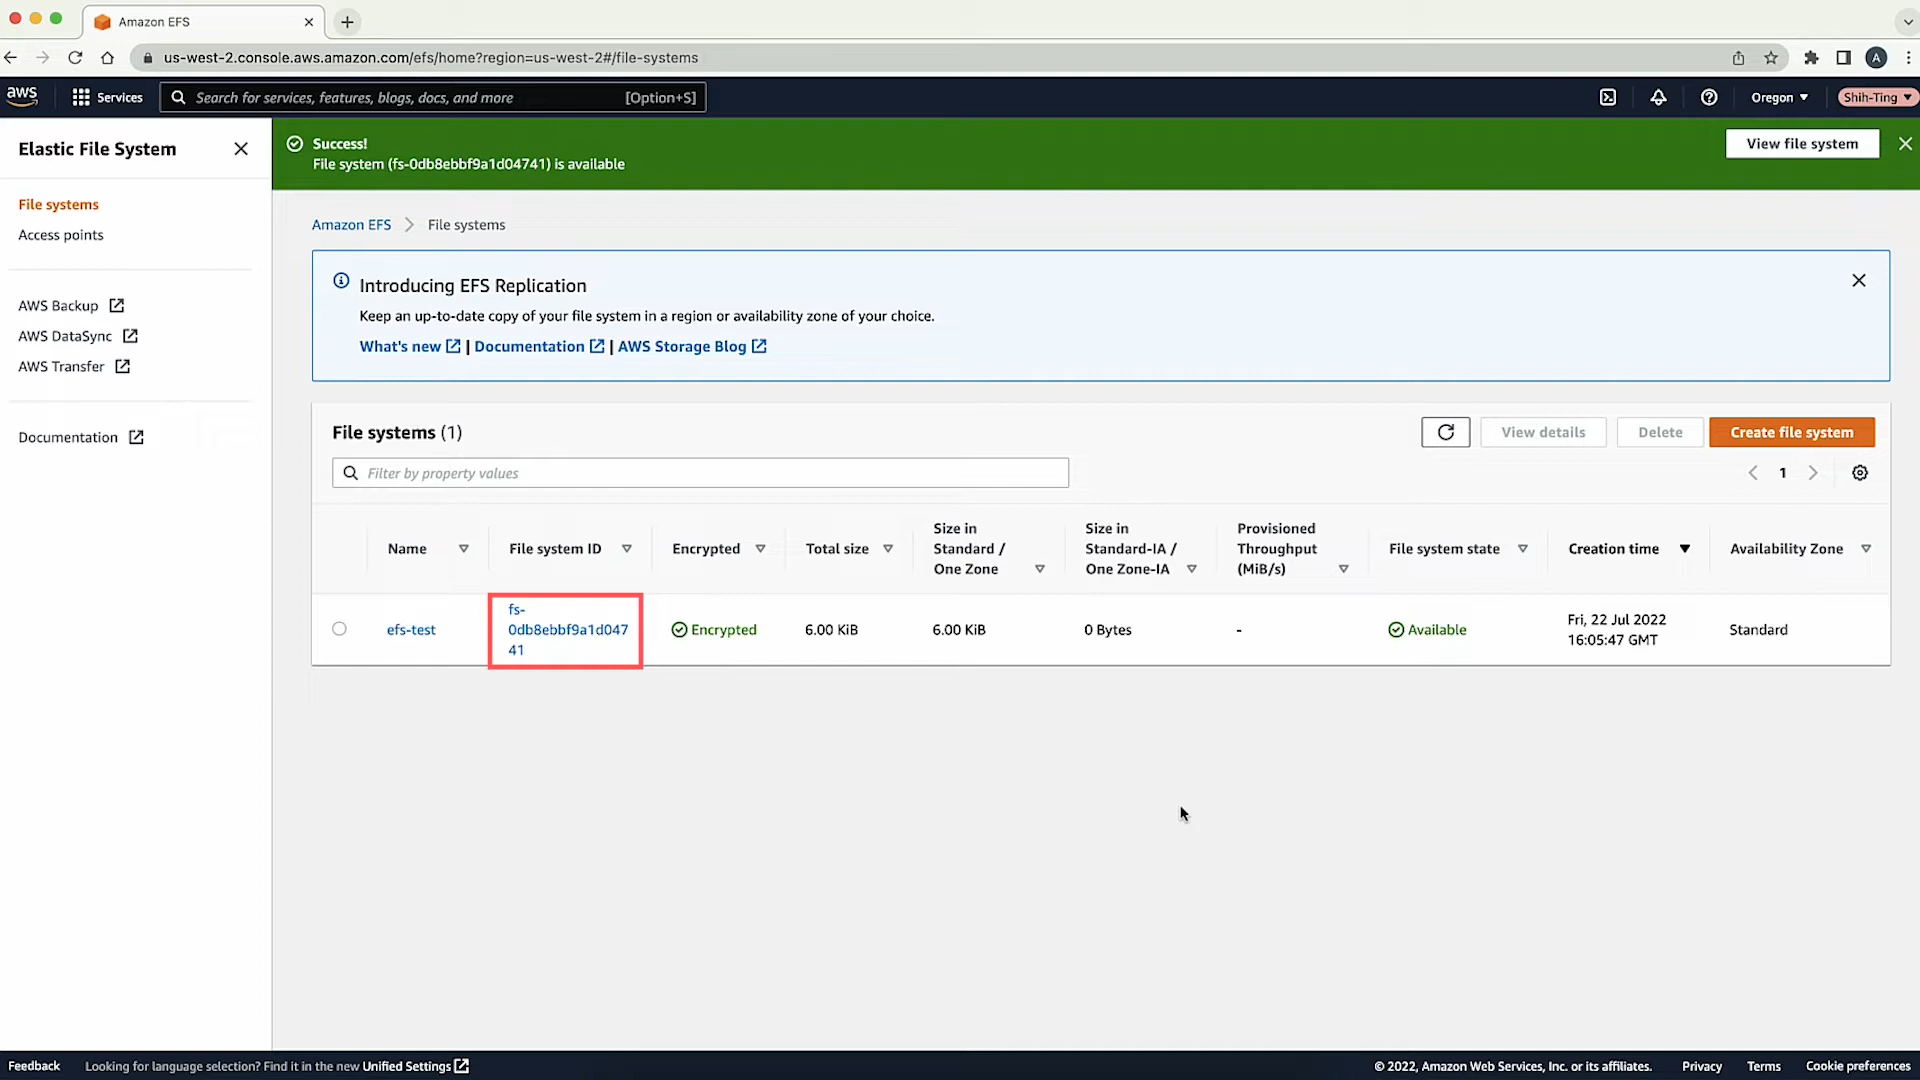 Amazon EFS
us-west-2.console.aws.amazon.com/efs/home?region=us-west-2#/file-systems
A
aws
Services
Search for services, features, blogs, docs, and more
[Option+S]
Oregon
Shih-Ting
Elastic File System
File systems
Access points
AWS Backup
AWS DataSync
AWS Transfer
Documentation
Success!
File system (fs-0db8ebbf9a1d04741) is available
View file system
Amazon EFS
File systems
Introducing EFS Replication
Keep an up-to-date copy of your file system in a region or availability zone of your choice.
What's new | Documentation | AWS Storage Blog
File systems (1)
View details
Delete
Create file system
Filter by property values
1
Name
File system ID
Encrypted
Total size
Size in
Standard /
One Zone
Size in
Standard-IA /
One Zone-IA
Provisioned
Throughput
(MiB/s)
File system state
Creation time
Availability Zone
efs-test
fs-
0db8ebbf9a1d047
41
Encrypted
6.00 KiB
6.00 KiB
0 Bytes
-
Available
Fri, 22 Jul 2022
16:05:47 GMT
Standard
Feedback
Looking for language selection? Find it in the new Unified Settings
© 2022, Amazon Web Services, Inc. or its affiliates.
Privacy
Terms
Cookie preferences